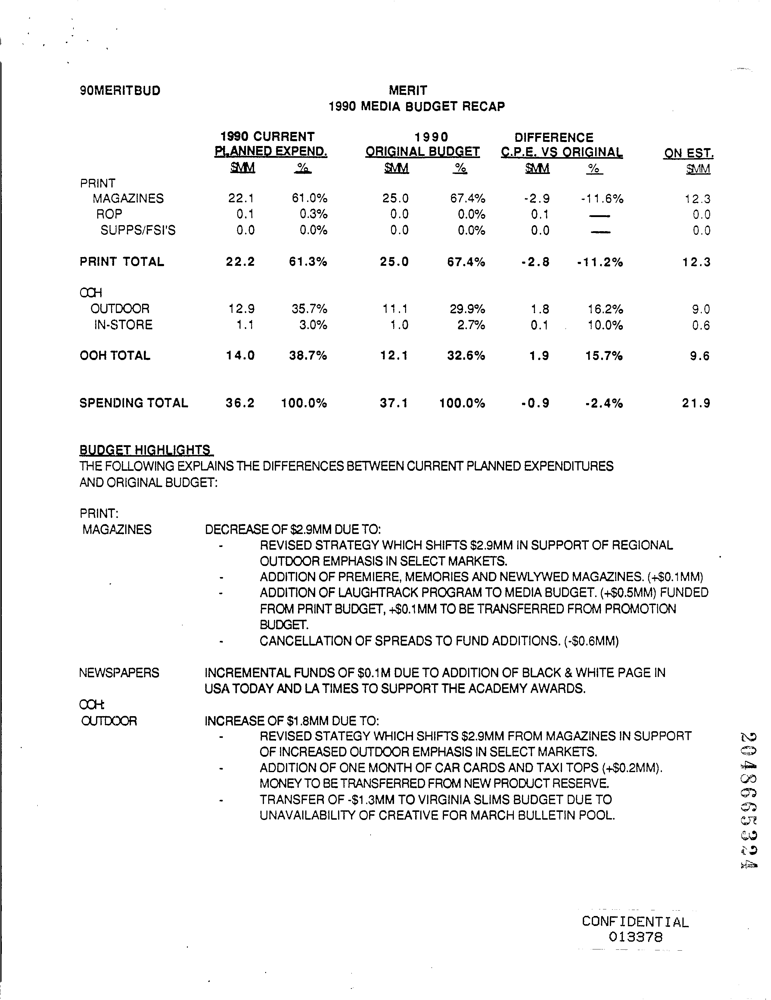 90MERITBUD MERIT
1990 MEDIA BUDGET RECAP
1990 CURRENT 1990 DIFFERENCE
PLANNED EXPEND. ORIGINAL BUDGET C.P.E. VS ORIGINAL ON EST.
$MM % $MM % $MM % $MM
PRINT
MAGAZINES 22.1 61.0% 25.0 67.4% -2.9 -11.6% 12.3
ROP 0.1 0.3% 0.0 0.0% 0.1 — 0.0
SUPPS/FSI'S 0.0 0.0% 0.0 0.0% 0.0 — 0.0
PRINT TOTAL 22.2 61.3% 25.0 67.4% -2.8 -11.2% 12.3
OOH
OUTDOOR 12.9 35.7% 11.1 29.9% 1.8 16.2% 9.0
IN-STORE 1.1 3.0% 1.0 2.7% 0.1 10.0% 0.6
OOH TOTAL 14.0 38.7% 12.1 32.6% 1.9 15.7% 9.6
SPENDING TOTAL 36.2 100.0% 37.1 100.0% -0.9 -2.4% 21.9
BUDGET HIGHLIGHTS
THE FOLLOWING EXPLAINS THE DIFFERENCES BETWEEN CURRENT PLANNED EXPENDITURES
AND ORIGINAL BUDGET:
PRINT:
MAGAZINES DECREASE OF $2.9MM DUE TO:
- REVISED STRATEGY WHICH SHIFTS $2.9MM IN SUPPORT OF REGIONAL
OUTDOOR EMPHASIS IN SELECT MARKETS.
- ADDITION OF PREMIERE, MEMORIES AND NEWLYWED MAGAZINES. (+$0.1MM)
- ADDITION OF LAUGHTRACK PROGRAM TO MEDIA BUDGET. (+$0.5MM) FUNDED
FROM PRINT BUDGET, +$0.1MM TO BE TRANSFERRED FROM PROMOTION
BUDGET.
- CANCELLATION OF SPREADS TO FUND ADDITIONS. (-$0.6MM)
NEWSPAPERS INCREMENTAL FUNDS OF $0.1M DUE TO ADDITION OF BLACK & WHITE PAGE IN
USA TODAY AND LA TIMES TO SUPPORT THE ACADEMY AWARDS.
OOH:
OUTDOOR INCREASE OF $1.8MM DUE TO:
- REVISED STATEGY WHICH SHIFTS $2.9MM FROM MAGAZINES IN SUPPORT
OF INCREASED OUTDOOR EMPHASIS IN SELECT MARKETS.
- ADDITION OF ONE MONTH OF CAR CARDS AND TAXI TOPS (+$0.2MM).
MONEY TO BE TRANSFERRED FROM NEW PRODUCT RESERVE.
- TRANSFER OF -$1.3MM TO VIRGINIA SLIMS BUDGET DUE TO
UNAVAILABILITY OF CREATIVE FOR MARCH BULLETIN POOL.
2048665324
CONFIDENTIAL
013378